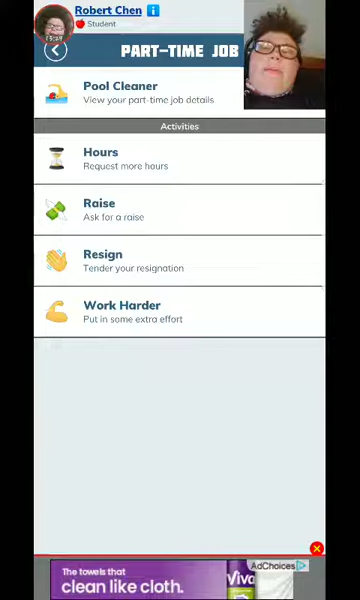 Robert Chen
Student
PART-TIME JOB
Pool Cleaner
View your part-time job details
Activities
Hours
Request more hours
Raise
Ask for a raise
Resign
Tender your resignation
Work Harder
Put in some extra effort
The towels that
clean like cloth.
Viva
AdChoices